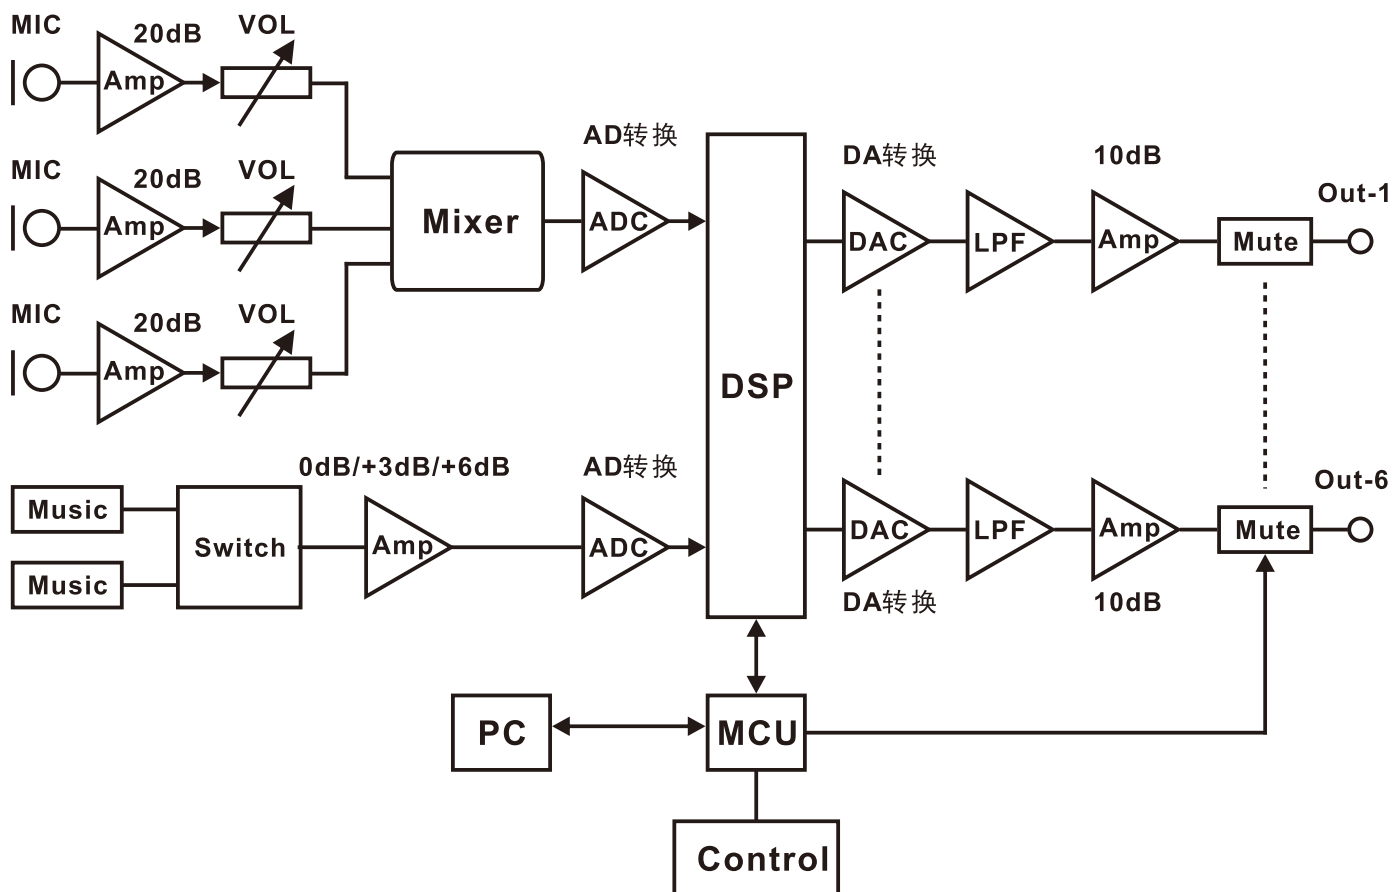 MIC
20dB
VOL
Amp
MIC
20dB
VOL
Amp
MIC
20dB
VOL
Amp
Mixer
AD转换
ADC
DSP
DA转换
DAC
LPF
10dB
Amp
Mute
Out-1
Music
Music
Switch
0dB/+3dB/+6dB
Amp
AD转换
ADC
DAC
DA转换
LPF
Amp
10dB
Mute
Out-6
PC
MCU
Control